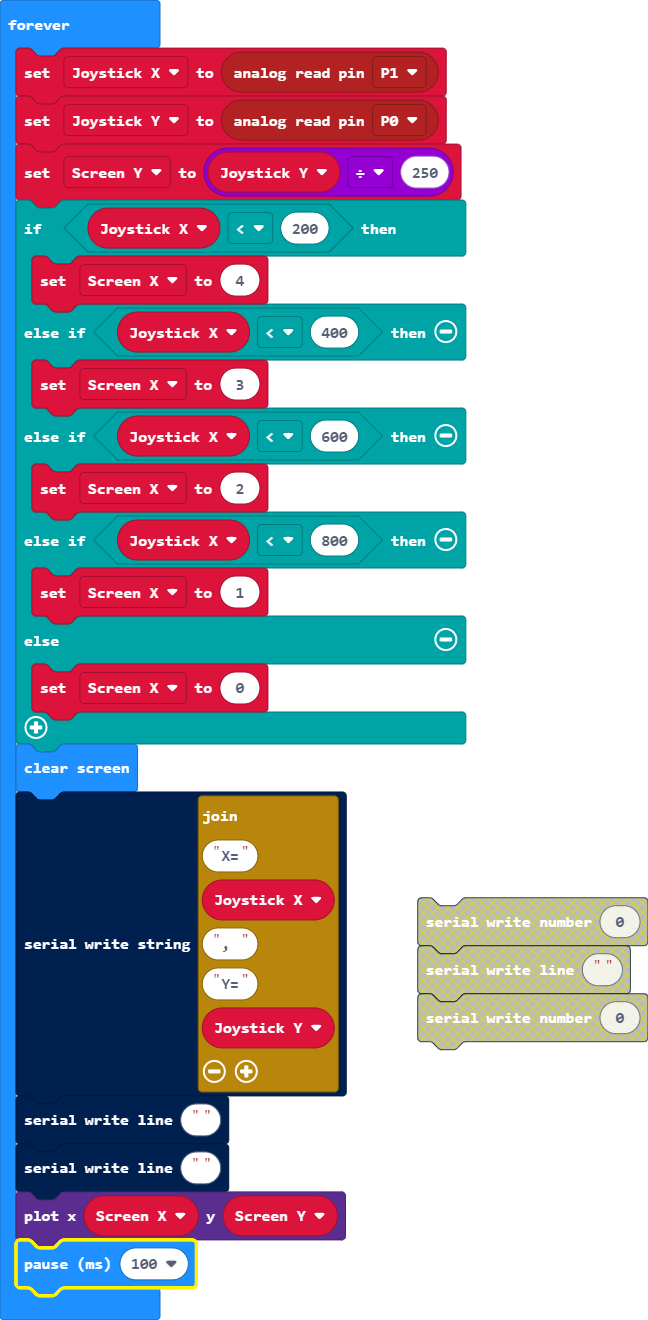 forever
set Joystick X to analog read pin P1
set Joystick Y to analog read pin P0
set Screen Y to Joystick Y ÷ 250
if Joystick X < 200 then
set Screen X to 4
else if Joystick X < 400 then
set Screen X to 3
else if Joystick X < 600 then
set Screen X to 2
else if Joystick X < 800 then
set Screen X to 1
else
set Screen X to 0
clear screen
join
"X="
Joystick X
serial write string ", "
"Y="
Joystick Y
serial write line " "
serial write line " "
plot x Screen X y Screen Y
pause (ms) 100
serial write number 0
serial write line " "
serial write number 0